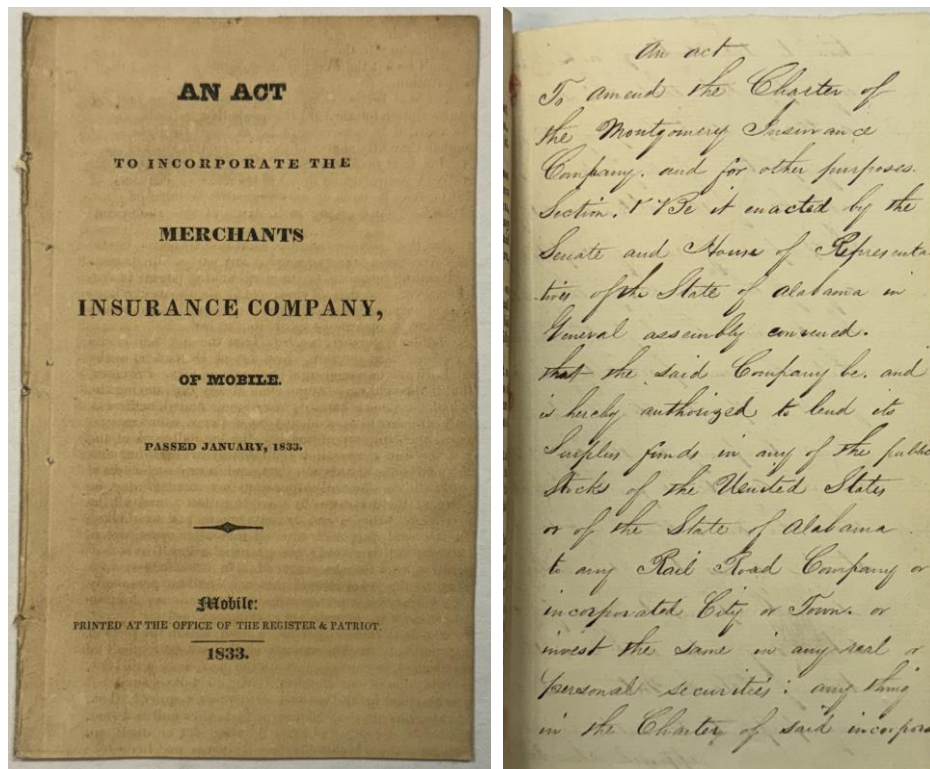 AN ACT
TO INCORPORATE THE
MERCHANTS
INSURANCE COMPANY,
OF MOBILE.
PASSED JANUARY, 1833.
Mobile:
PRINTED AT THE OFFICE OF THE REGISTER & PATRIOT.
1833.
An act
To amend the Charter of
the Montgomery Insurance
Company. and for other purposes.
Section. 1 Be it enacted by the
Senate and House of Representa
tives of the State of Alabama in
General assembly convened.
that the said Company be. and
is hereby authorized to lend its
Surplus funds in any of the public
Stocks of the United States
or of the State of Alabama
to any Rail Road Company or
incorporated City or Town. or
invest the same in any real or
personal securities: any thing
in the Charter of said incorpora